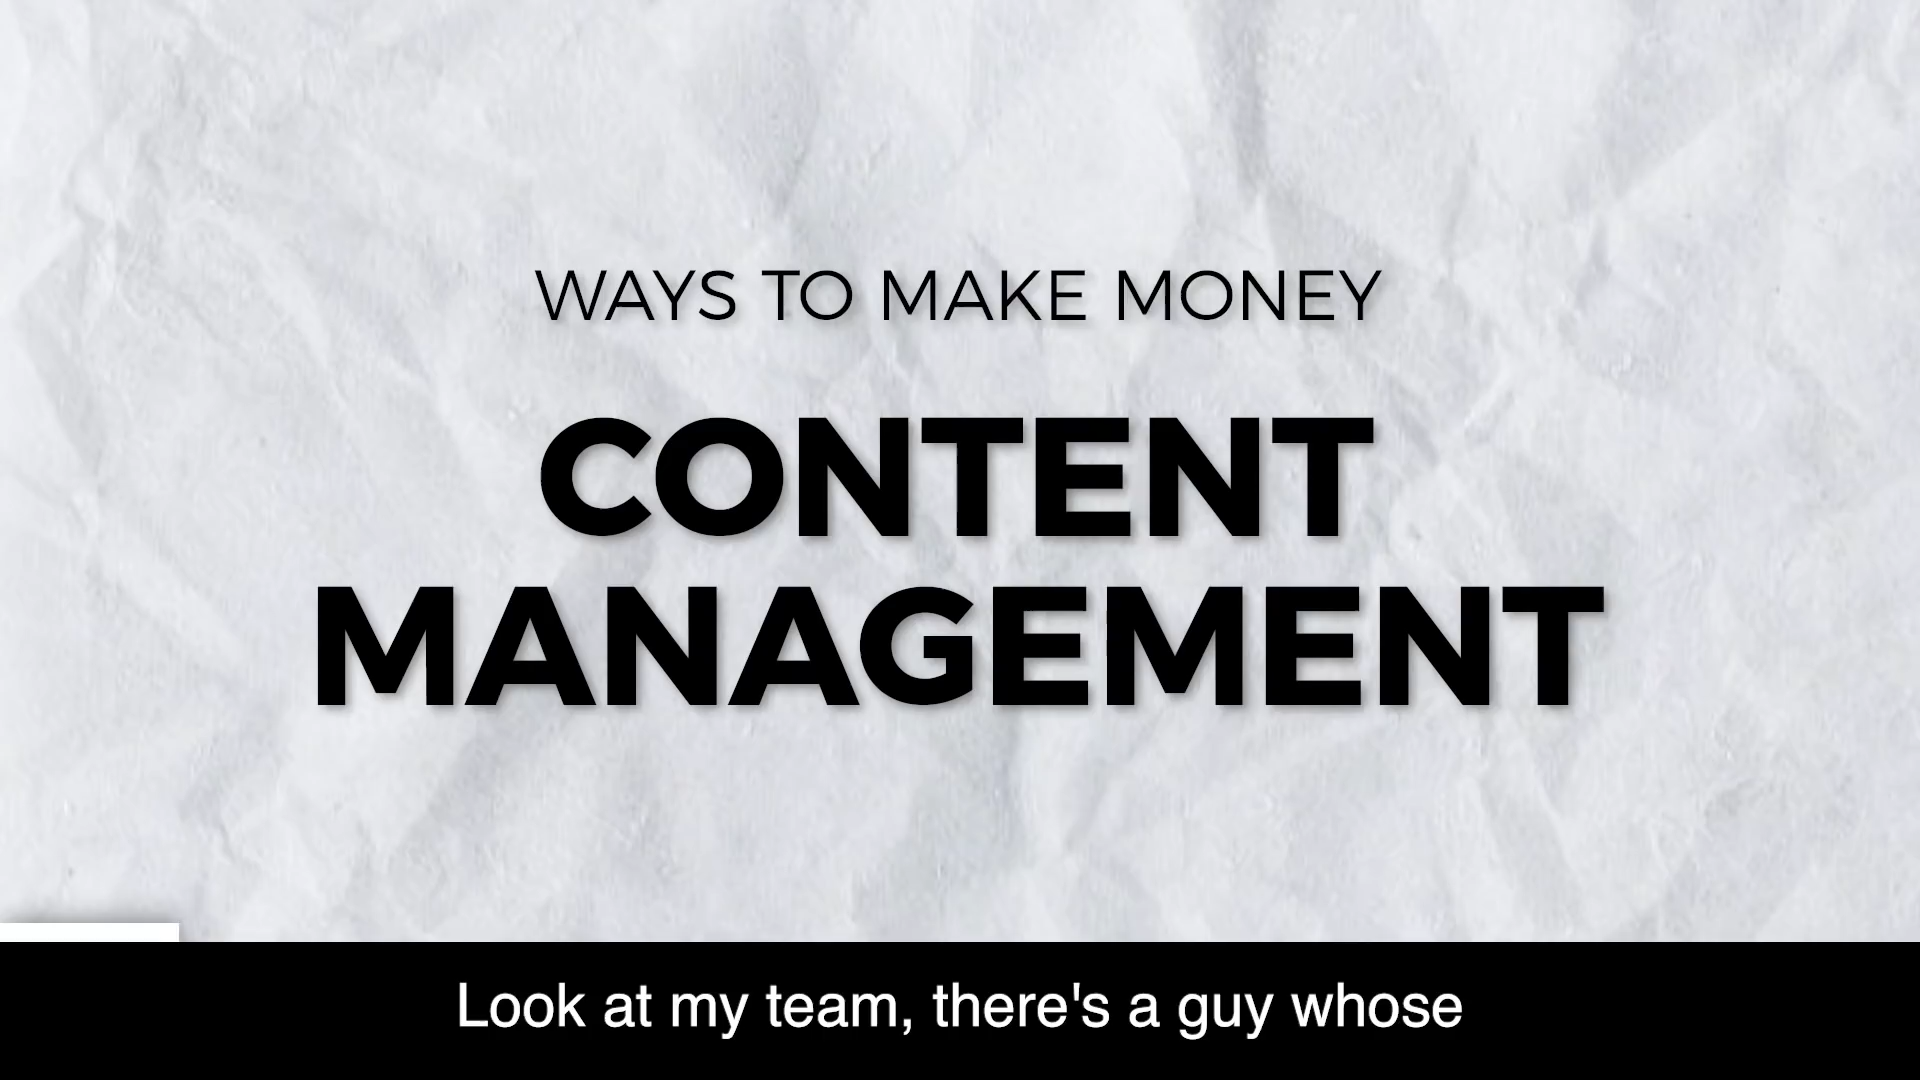 WAYS TO MAKE MONEY
CONTENT
MANAGEMENT
Look at my team, there's a guy whose